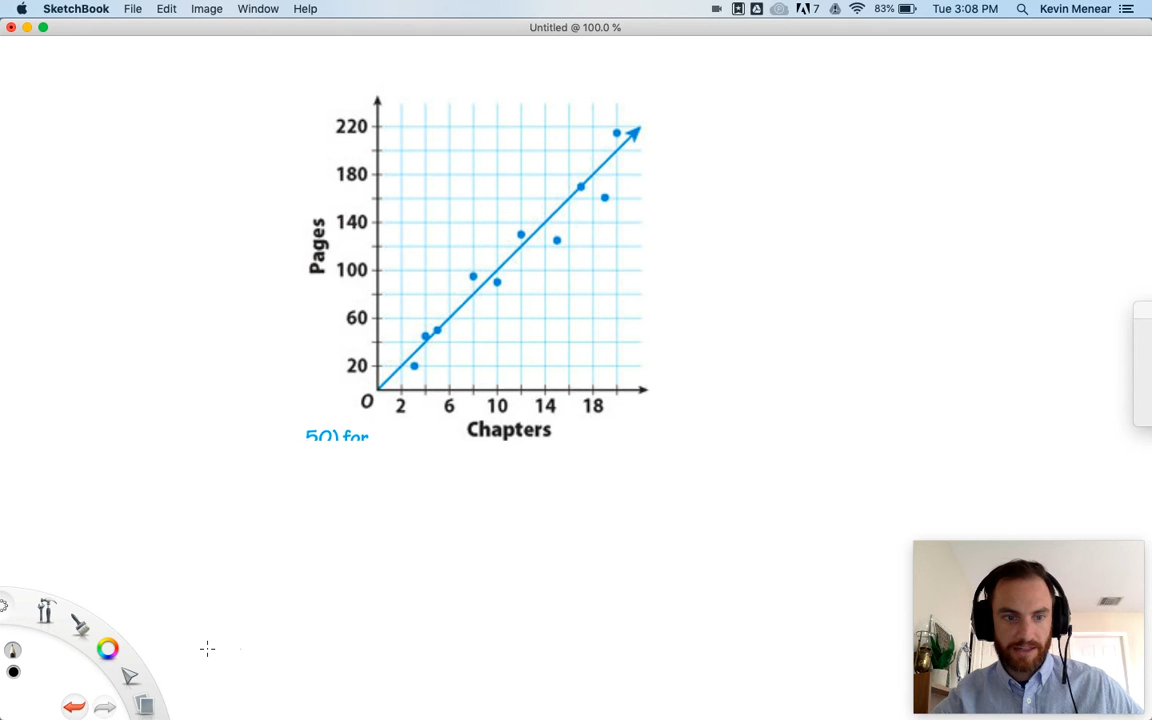 SketchBook File Edit Image Window Help 7 83% Tue 3:08 PM Kevin Menear
Untitled @ 100.0 %
220
180
140
100
60
20
Pages
O 2 6 10 14 18
Chapters
50) for